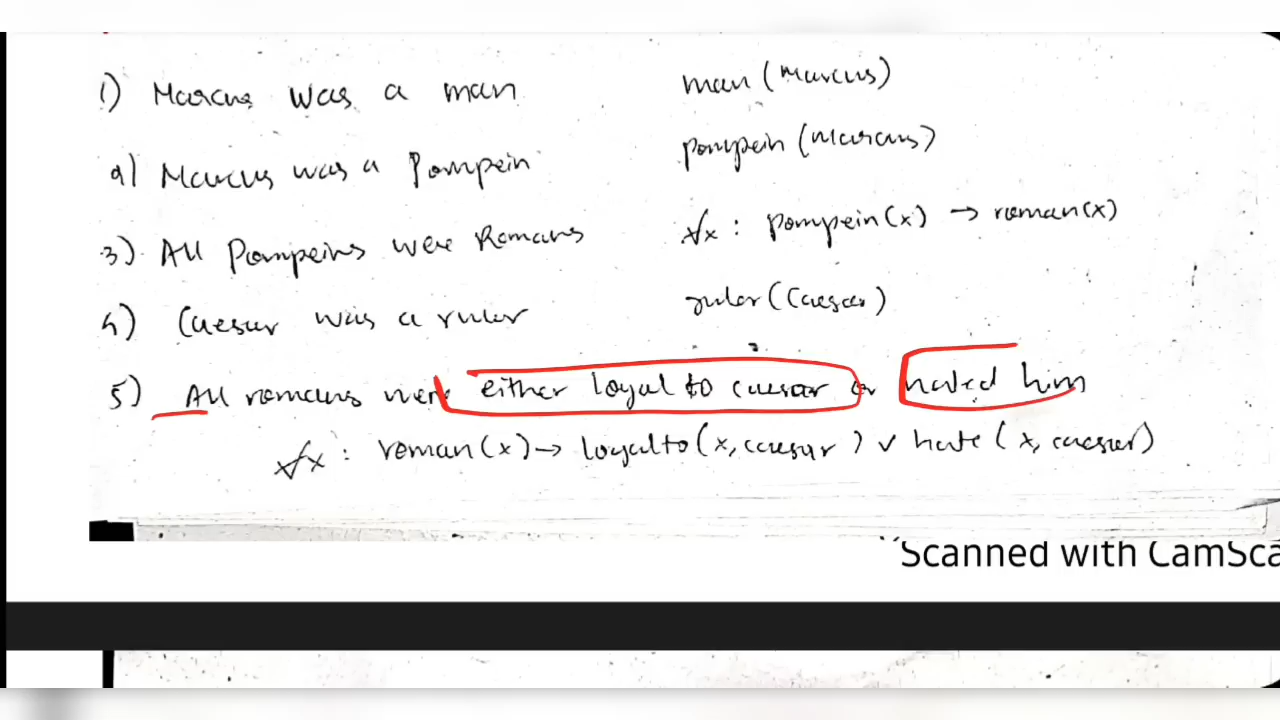 1) Marcus was a man man (Marcus)
2) Marcus was a Pompein pompein (Marcus)
3) All Pompeins were Romans ∀x : pompein(x) → roman(x)
4) Caesar was a ruler ruler (Caesar)
5) All romans were either loyal to caesar or hated him
∀x : roman(x) → loyalto (x, caesar) ∨ hate (x, caesar)
"Scanned with CamSca